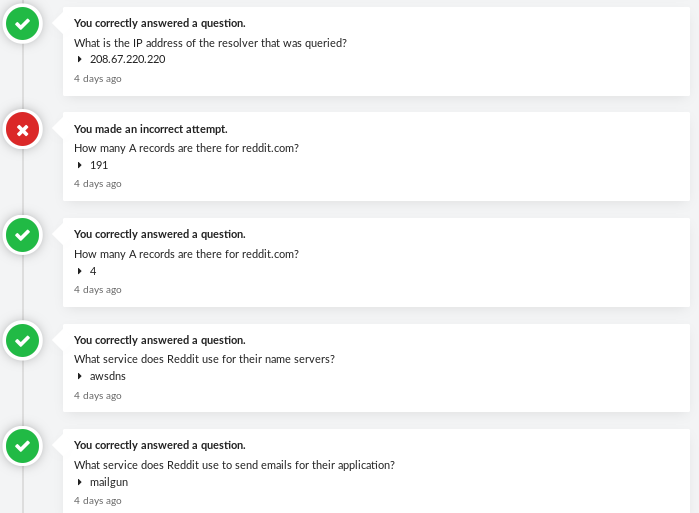 You correctly answered a question.
What is the IP address of the resolver that was queried?
208.67.220.220
4 days ago
You made an incorrect attempt.
How many A records are there for reddit.com?
191
4 days ago
You correctly answered a question.
How many A records are there for reddit.com?
4
4 days ago
You correctly answered a question.
What service does Reddit use for their name servers?
awsdns
4 days ago
You correctly answered a question.
What service does Reddit use to send emails for their application?
mailgun
4 days ago